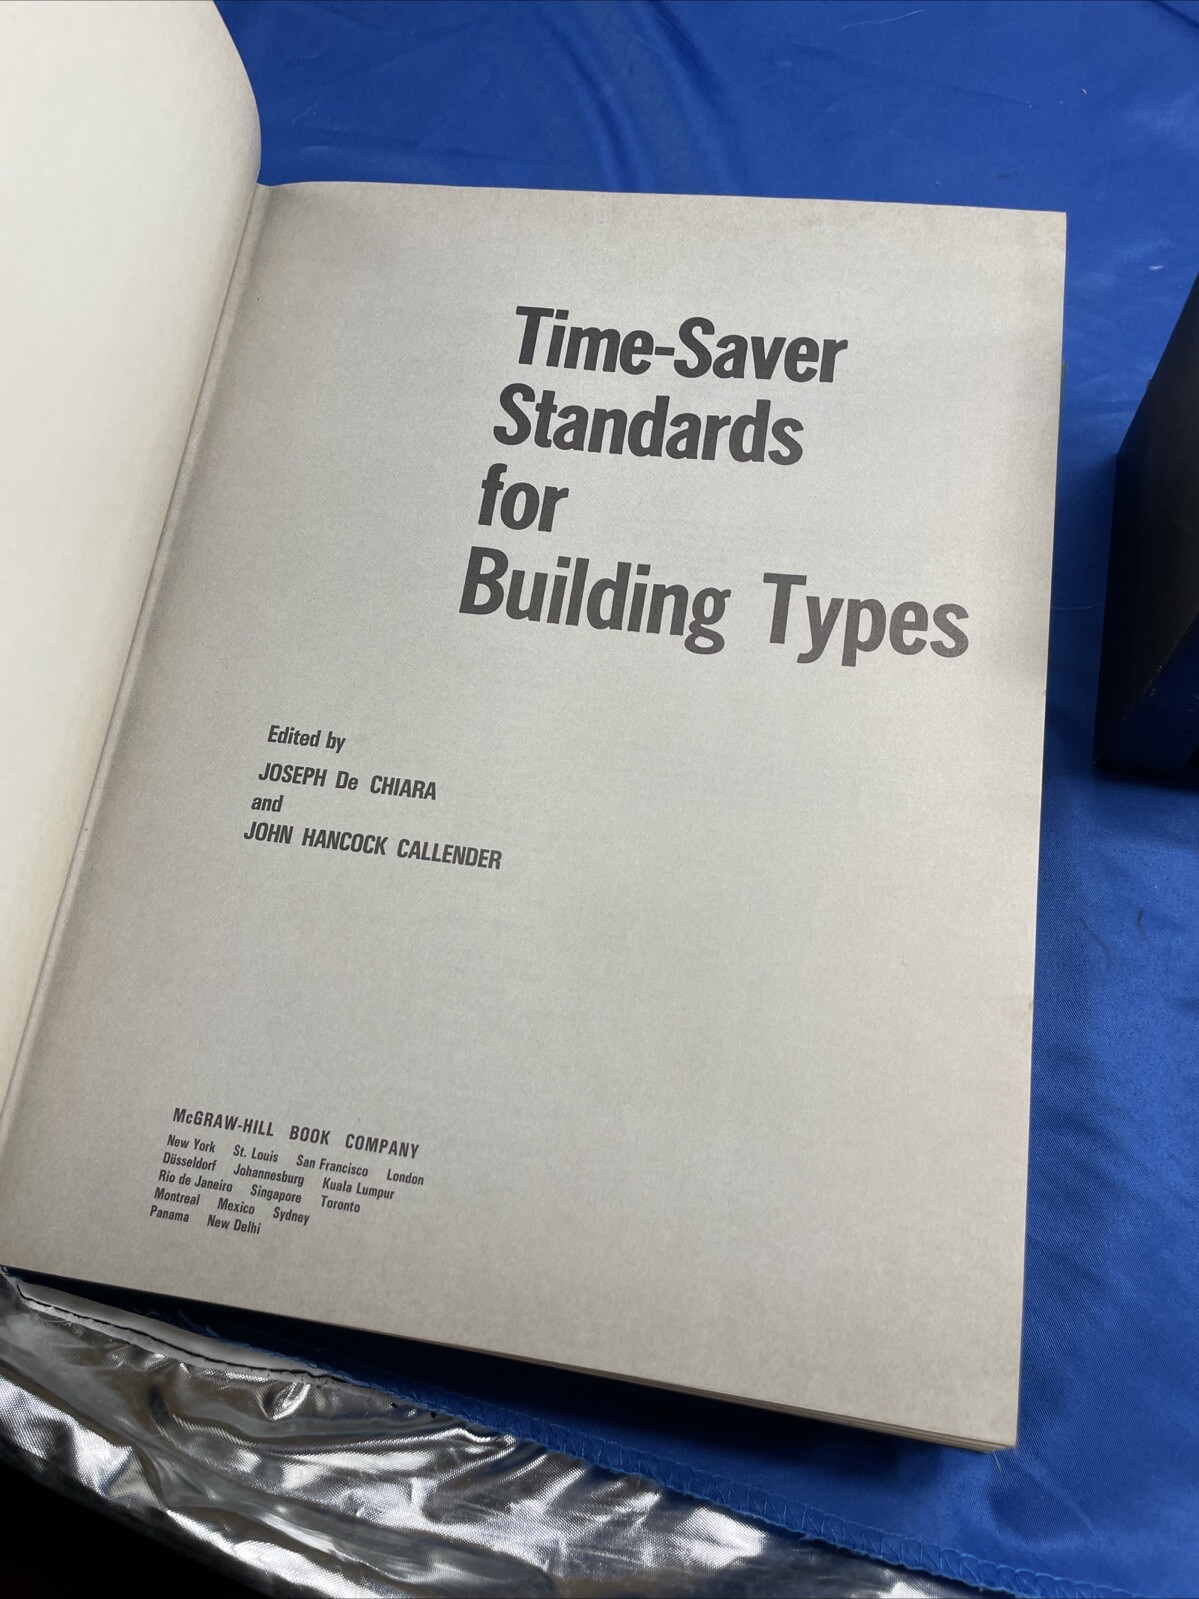 Time-Saver
Standards
for
Building Types
Edited by
JOSEPH De CHIARA
and
JOHN HANCOCK CALLENDER
McGRAW-HILL BOOK COMPANY
New York St. Louis San Francisco London
Düsseldorf Johannesburg Kuala Lumpur
Rio de Janeiro Singapore Toronto
Montreal Mexico Sydney
Panama New Delhi